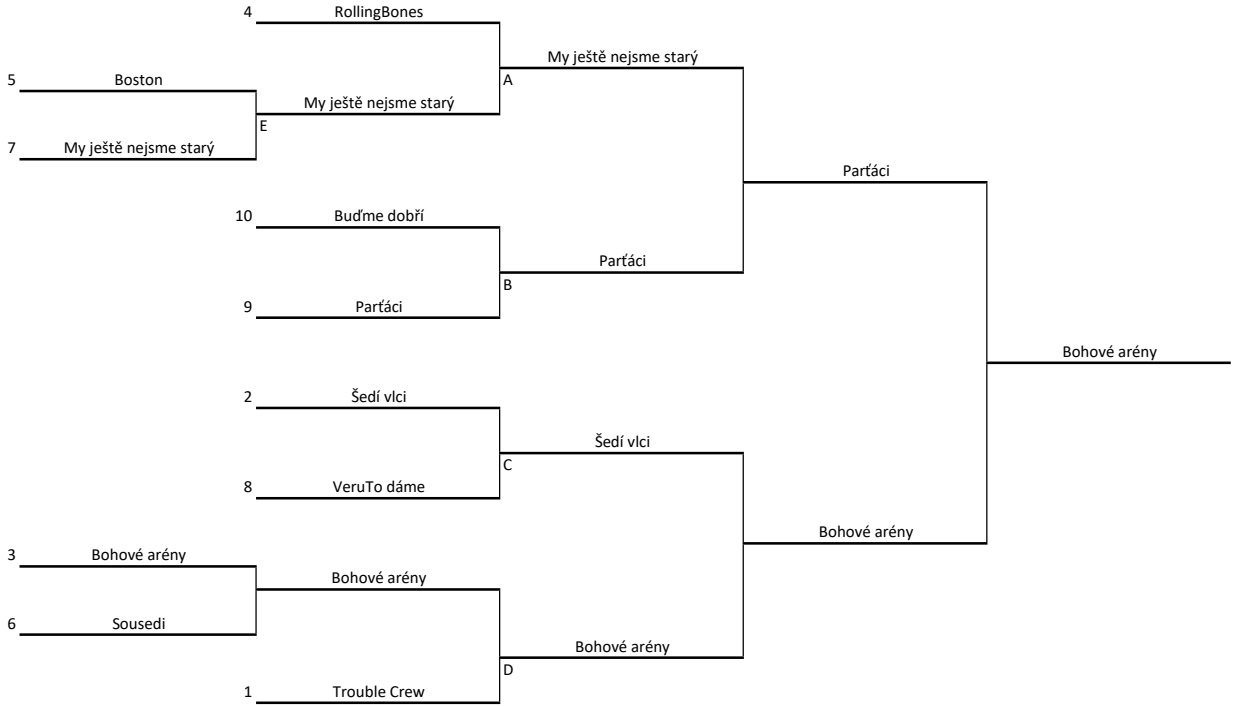 4 RollingBones
My ještě nejsme starý
A
5 Boston
My ještě nejsme starý
E
7 My ještě nejsme starý
Parťáci
10 Buďme dobří
Parťáci
B
9 Parťáci
Bohové arény
2 Šedí vlci
Šedí vlci
C
8 VeruTo dáme
Bohové arény
3 Bohové arény
Bohové arény
6 Sousedi
Bohové arény
D
1 Trouble Crew